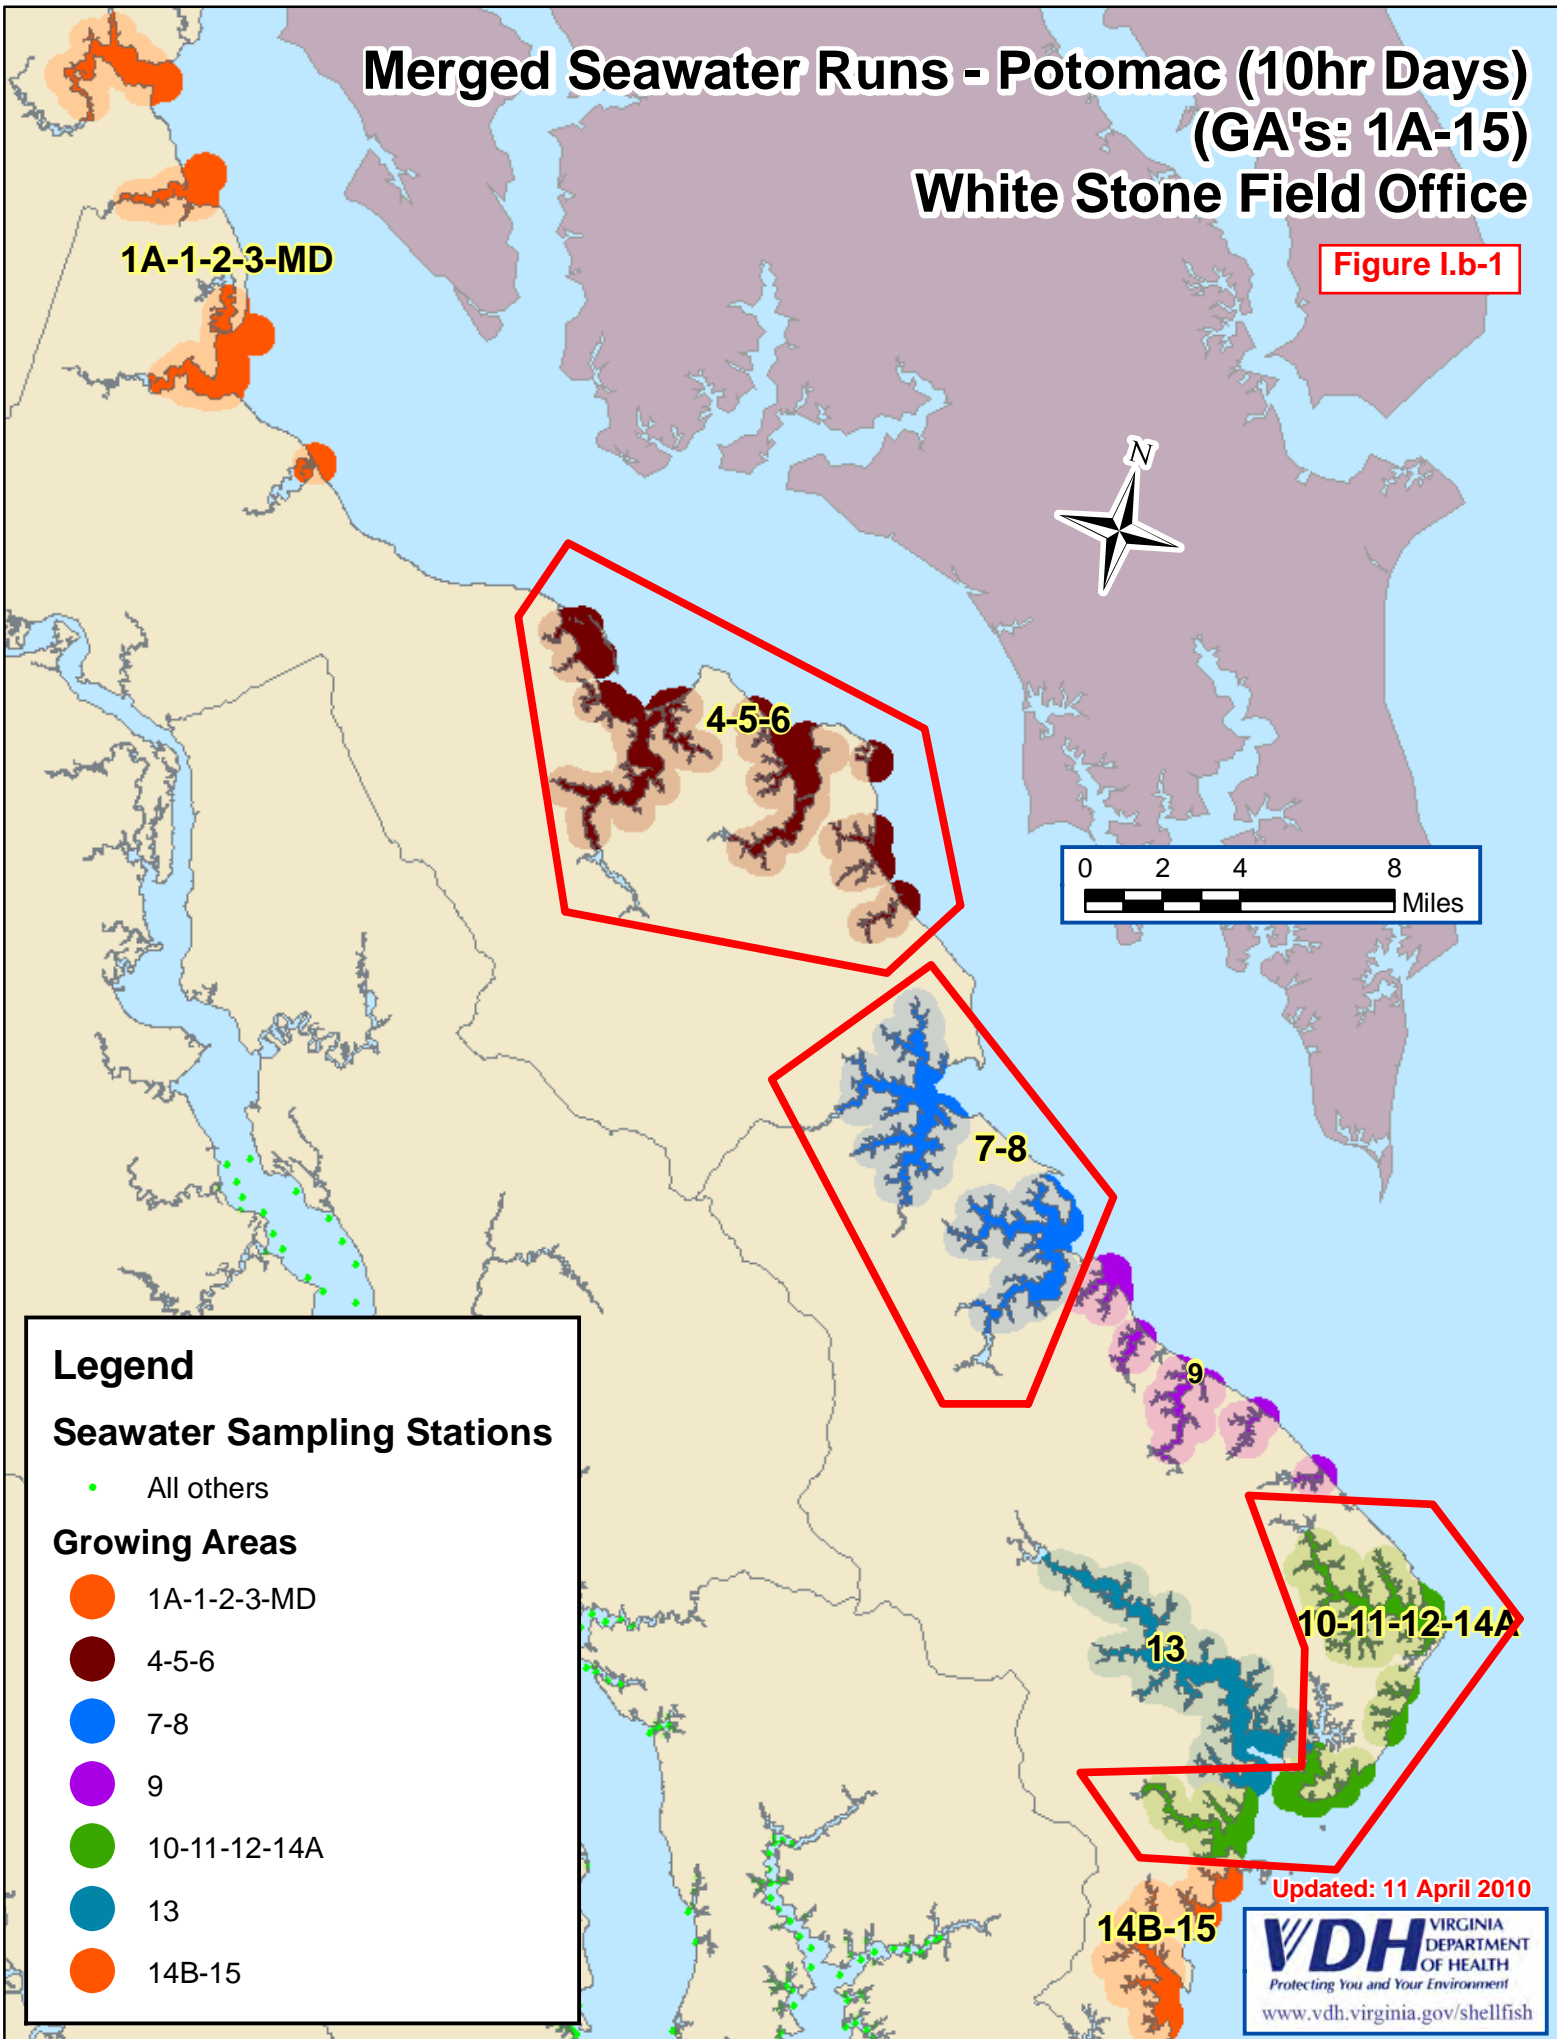 Merged Seawater Runs - Potomac (10hr Days)
(GA's: 1A-15)
White Stone Field Office
Figure I.b-1
1A-1-2-3-MD
N
4-5-6
0 2 4 8
Miles
7-8
9
10-11-12-14A
13
14B-15
Legend
Seawater Sampling Stations
All others
Growing Areas
1A-1-2-3-MD
4-5-6
7-8
9
10-11-12-14A
13
14B-15
Updated: 11 April 2010
VDH VIRGINIA
DEPARTMENT
OF HEALTH
Protecting You and Your Environment
www.vdh.virginia.gov/shellfish